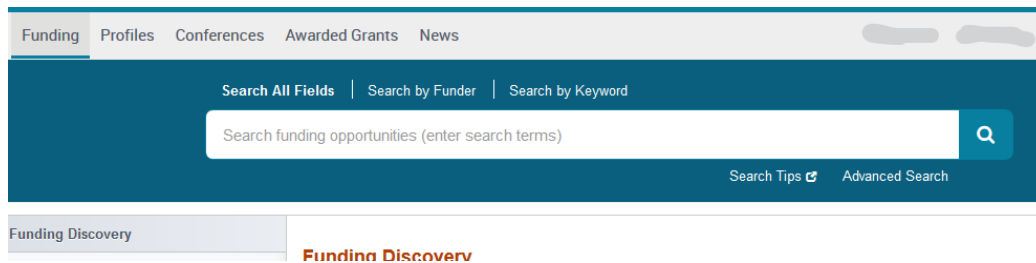 Funding Profiles Conferences Awarded Grants News
Search All Fields | Search by Funder | Search by Keyword
Search funding opportunities (enter search terms)
Search Tips Advanced Search
Funding Discovery
Funding Discovery